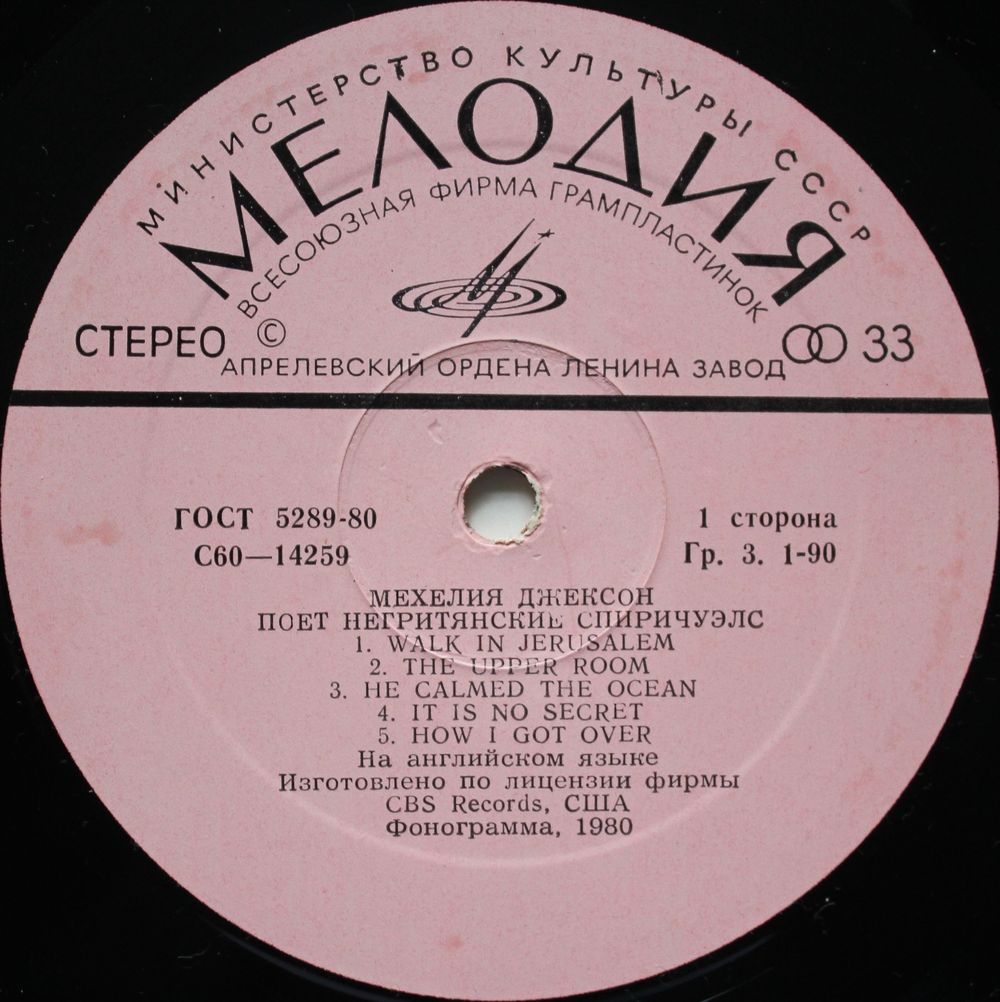 МИНИСТЕРСТВО КУЛЬТУРЫ СССР
МЕЛОДИЯ
ВСЕСОЮЗНАЯ ФИРМА ГРАМПЛАСТИНОК
СТЕРЕО © 33
АПРЕЛЕВСКИЙ ОРДЕНА ЛЕНИНА ЗАВОД
ГОСТ 5289-80 1 сторона
С60—14259 Гр. 3. 1-90
МЕХЕЛИЯ ДЖЕКСОН
ПОЕТ НЕГРИТЯНСКИЕ СПИРИЧУЭЛС
1. WALK IN JERUSALEM
2. THE UPPER ROOM
3. HE CALMED THE OCEAN
4. IT IS NO SECRET
5. HOW I GOT OVER
На английском языке
Изготовлено по лицензии фирмы
CBS Records, США
Фонограмма, 1980